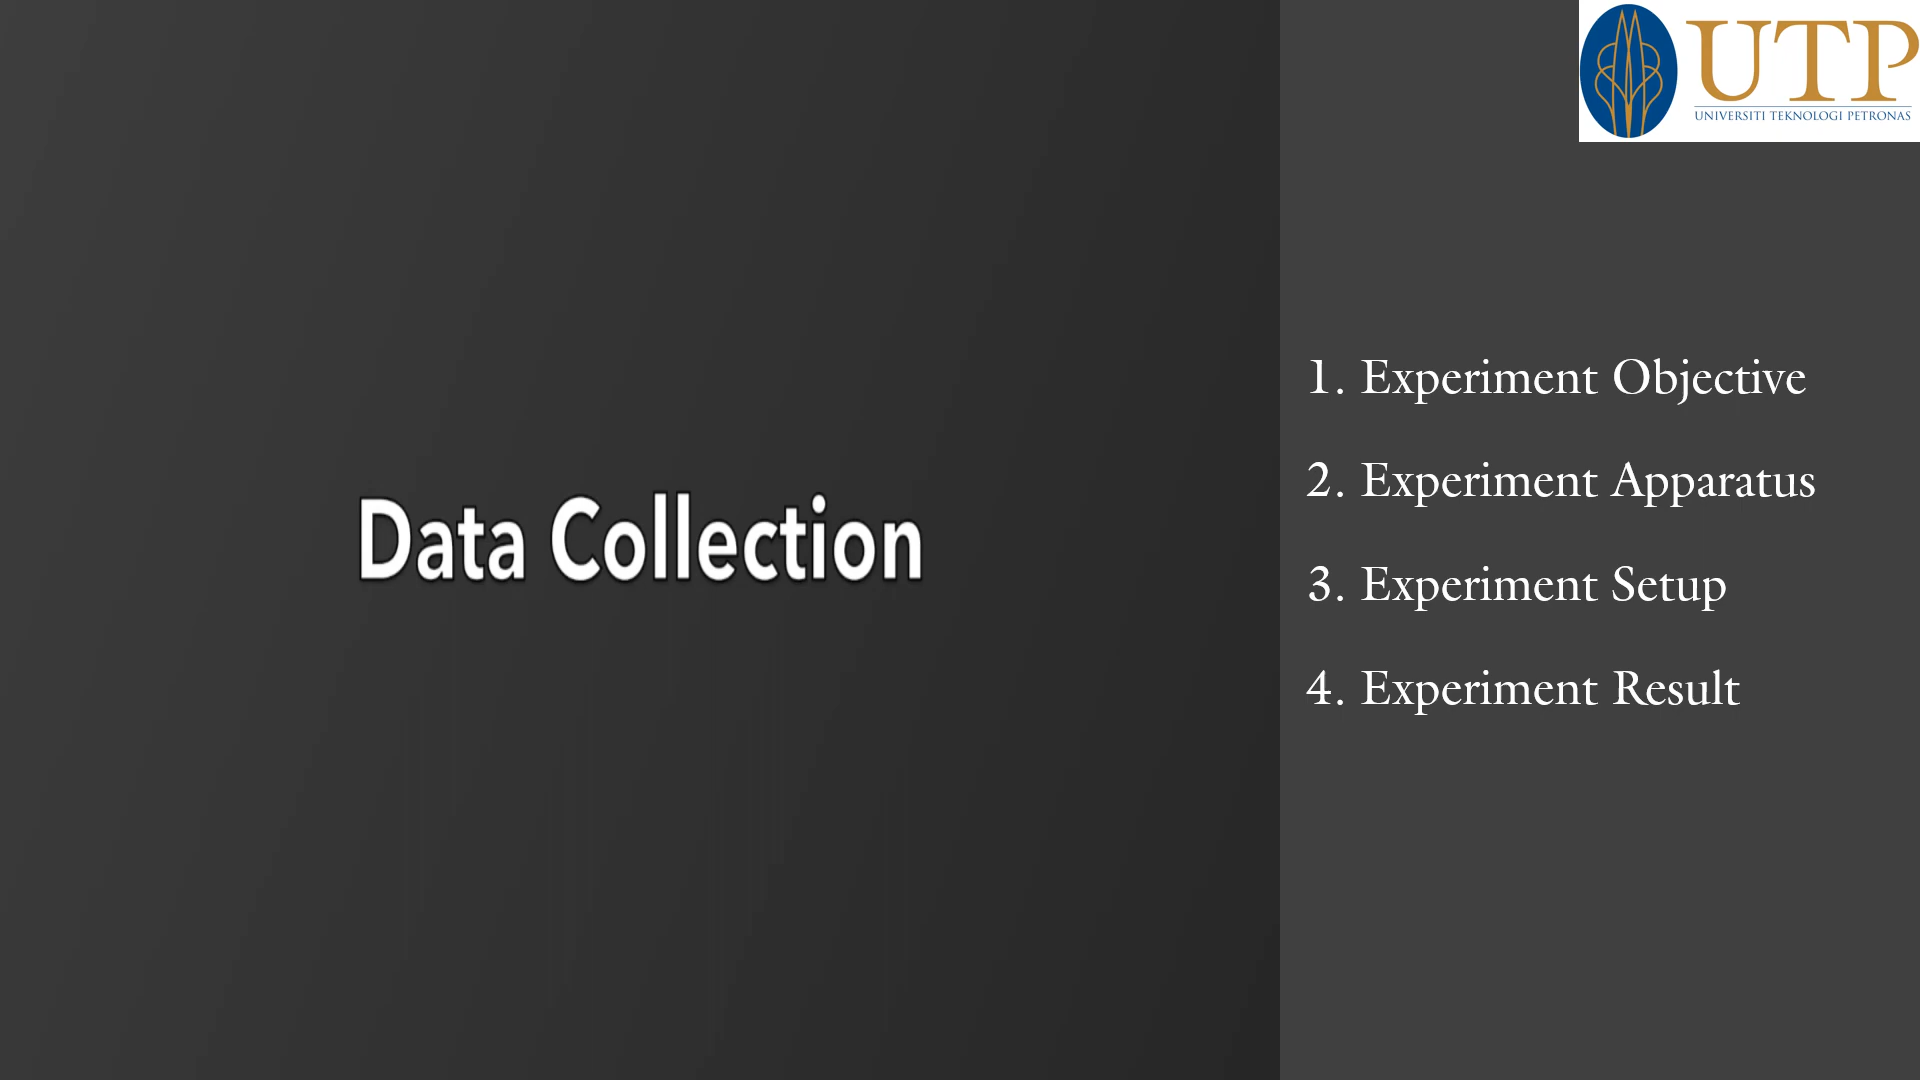 UTP
UNIVERSITI TEKNOLOGI PETRONAS
Data Collection
1. Experiment Objective
2. Experiment Apparatus
3. Experiment Setup
4. Experiment Result